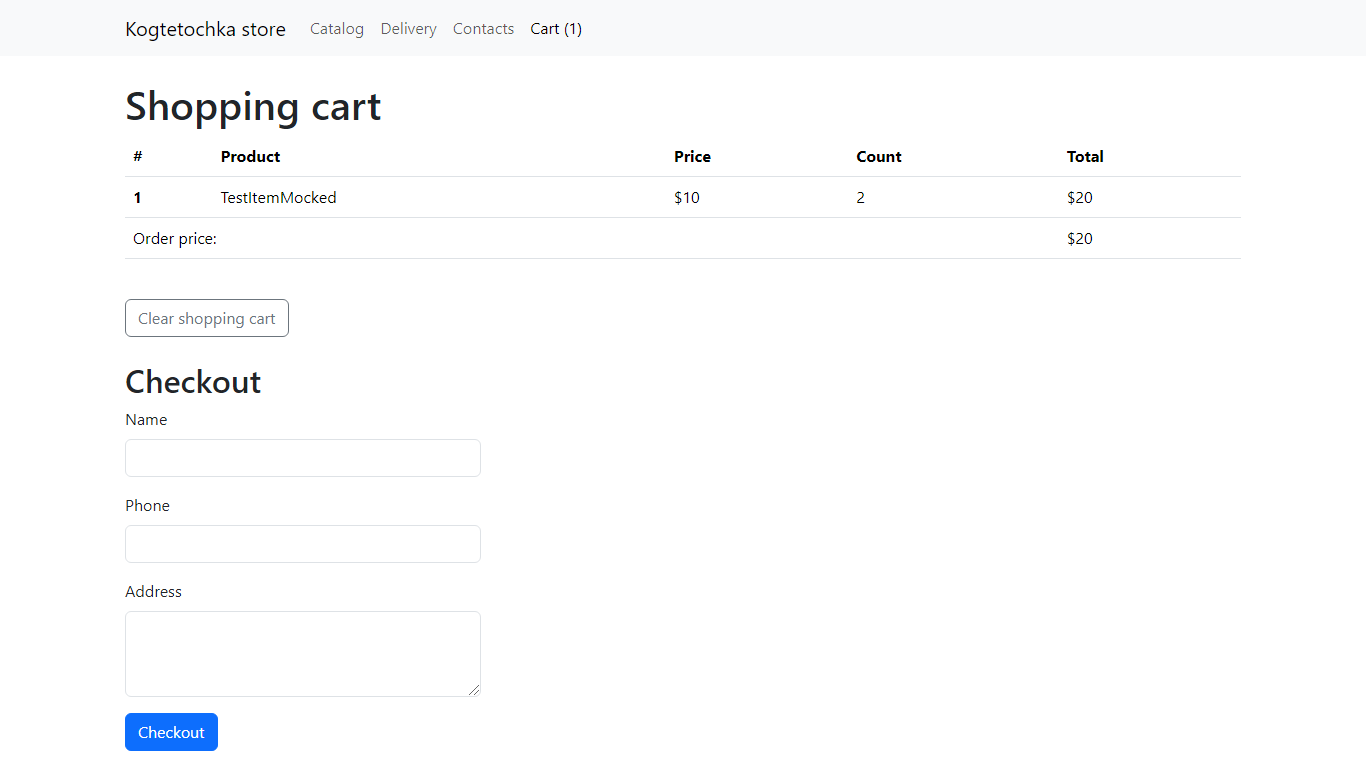 Kogtetochka store Catalog Delivery Contacts Cart (1)
Shopping cart
# Product Price Count Total
1 TestItemMocked $10 2 $20
Order price: $20
Clear shopping cart
Checkout
Name
Phone
Address
Checkout